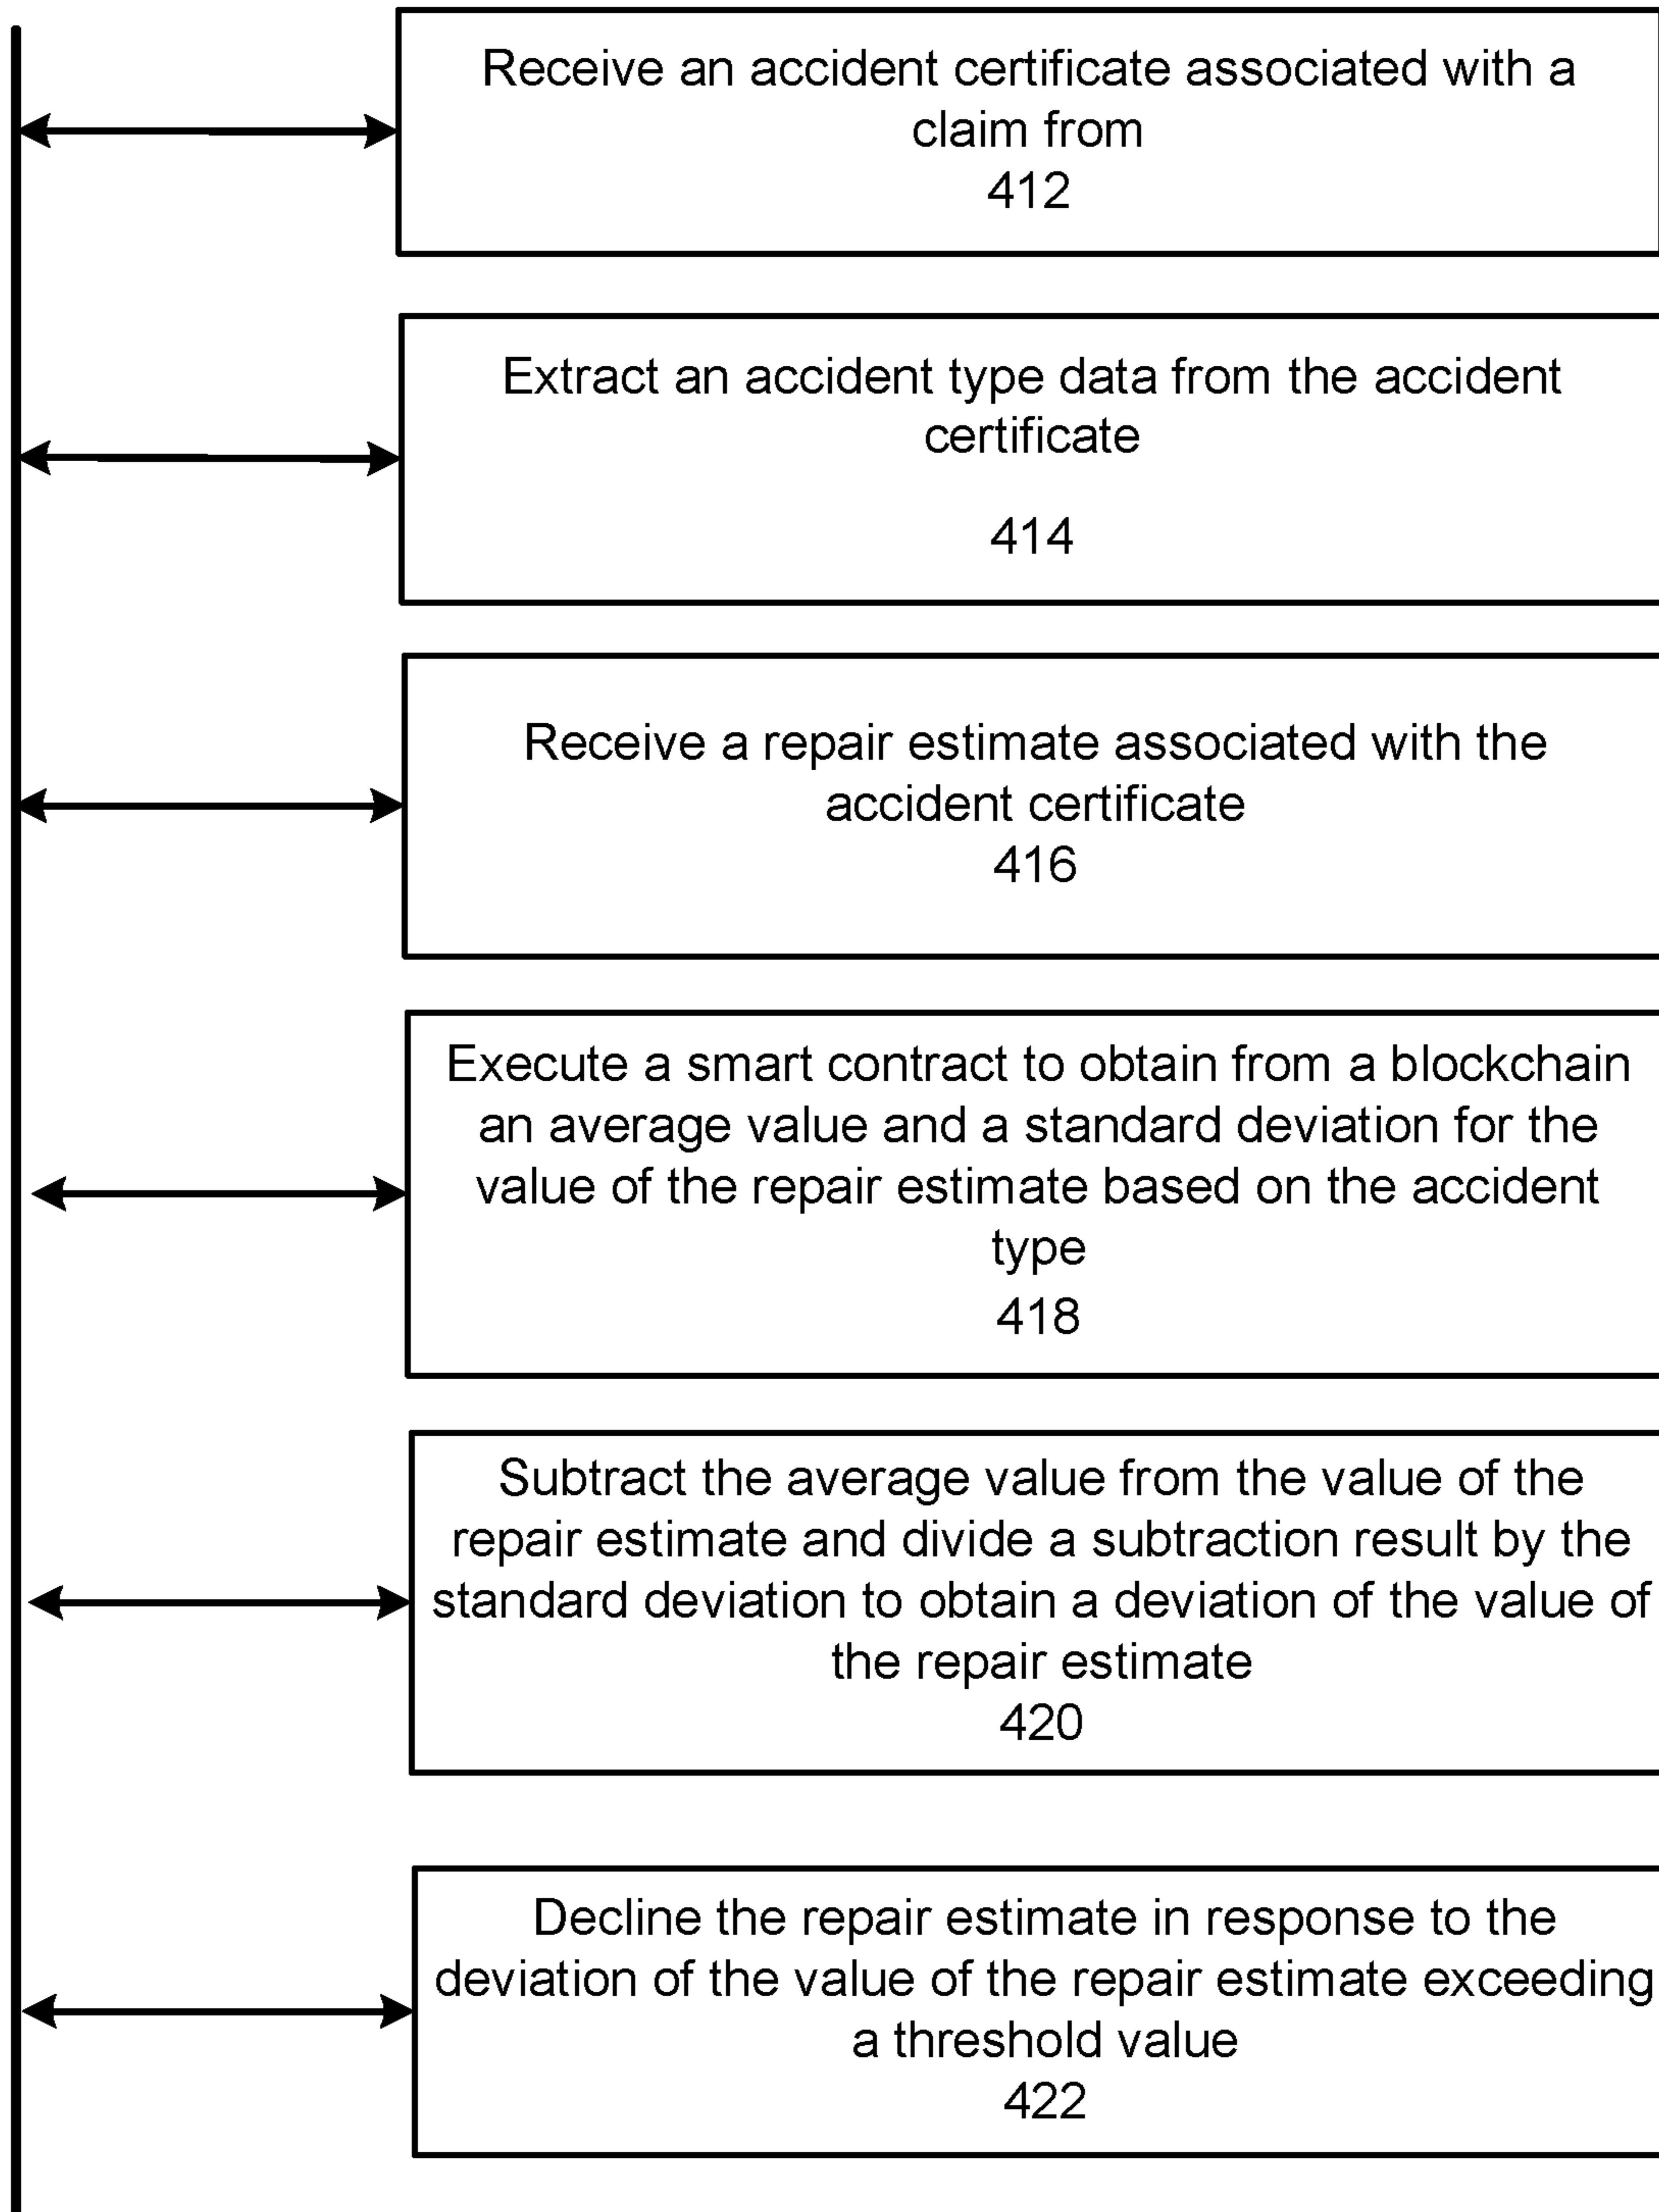 Receive an accident certificate associated with a
claim from
412
Extract an accident type data from the accident
certificate
414
Receive a repair estimate associated with the
accident certificate
416
Execute a smart contract to obtain from a blockchain
an average value and a standard deviation for the
value of the repair estimate based on the accident
type
418
Subtract the average value from the value of the
repair estimate and divide a subtraction result by the
standard deviation to obtain a deviation of the value of
the repair estimate
420
Decline the repair estimate in response to the
deviation of the value of the repair estimate exceeding
a threshold value
422